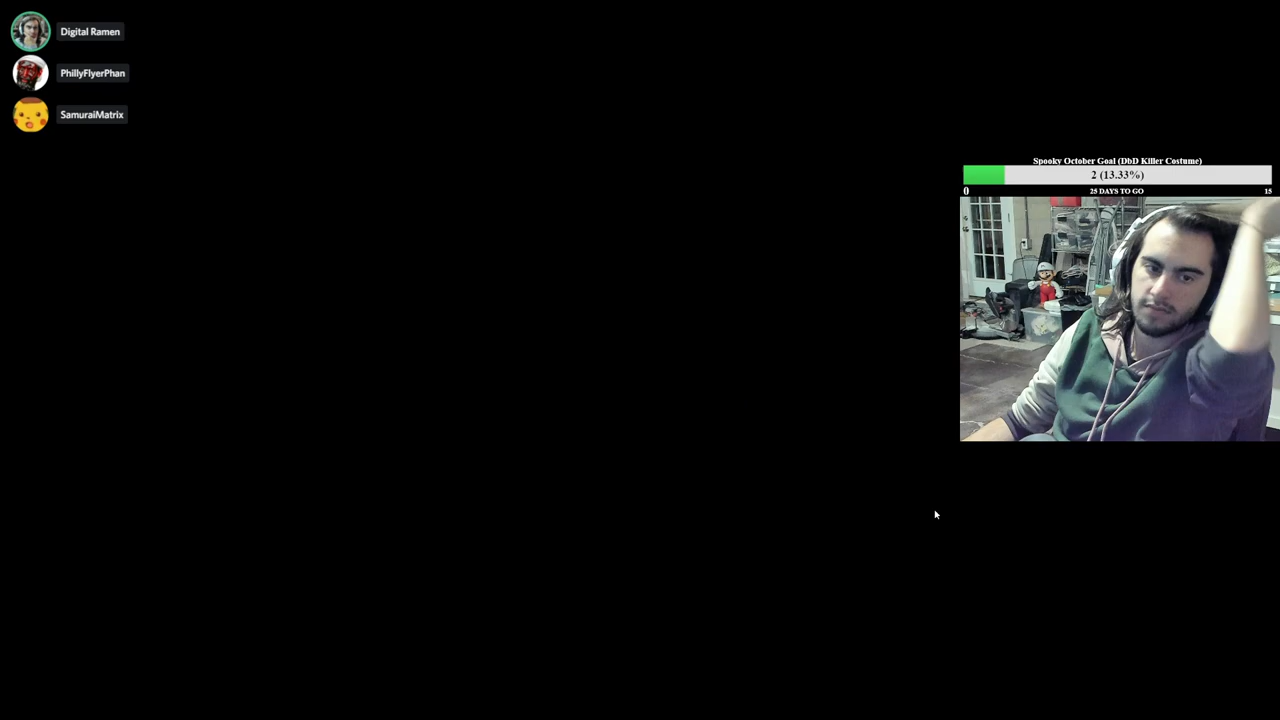 Digital Ramen
PhillyFlyerPhan
SamuraiMatrix
Spooky October Goal (DbD Killer Costume)
2 (13.33%)
0 25 DAYS TO GO 15